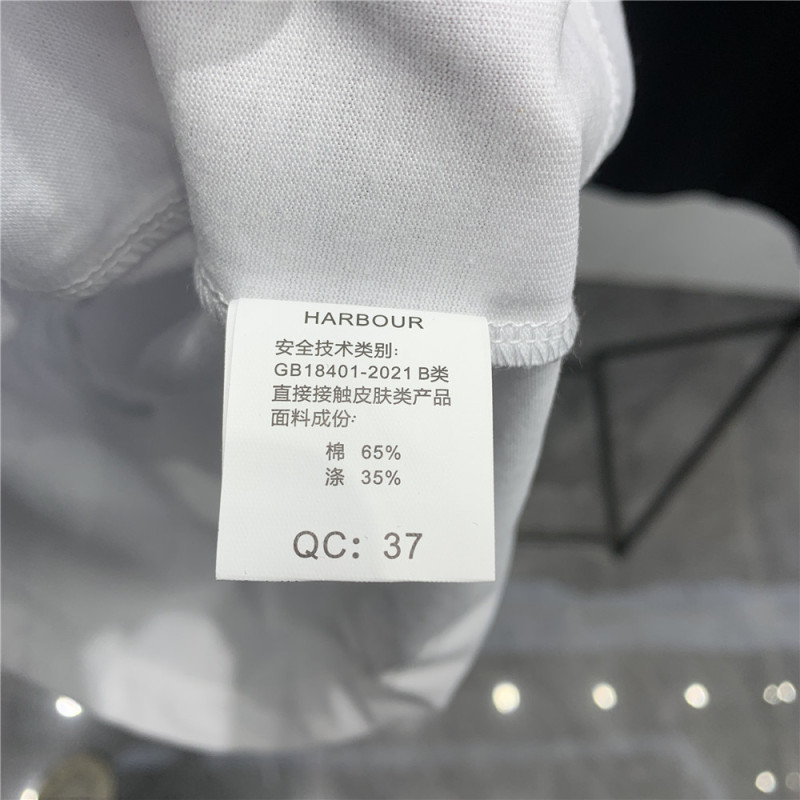 HARBOUR
安全技术类别:
GB18401-2021 B类
直接接触皮肤类产品
面料成份:
棉 65%
涤 35%
QC: 37